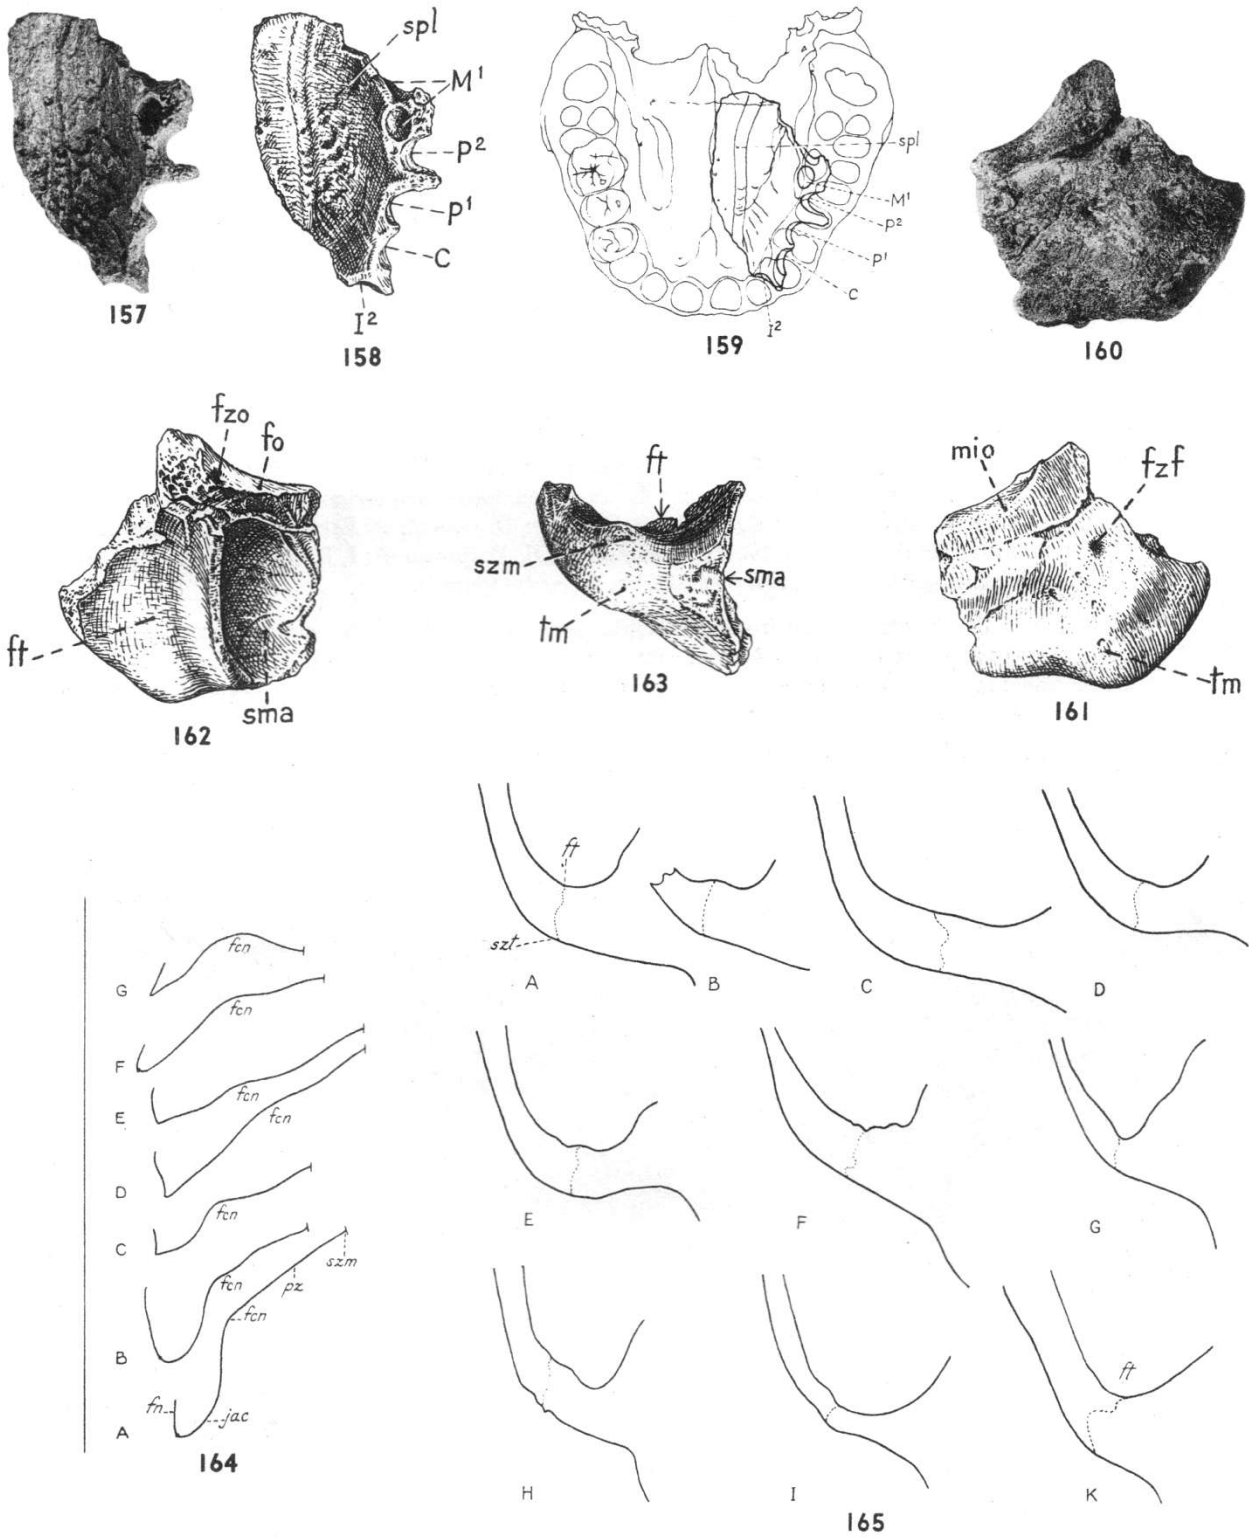 spl
M¹
P²
P¹
C
I²
157
158
spl
M¹
P²
P¹
C
I²
159
160
fzo
fo
ft
sma
162
ft
szm
sma
tm
163
mio
fzf
tm
161
G
fcn
F
fcn
E
fcn
D
fcn
C
fcn
B
fcn
szm
pz
fcn
fn
jac
A
164
ft
szt
A
B
C
D
E
F
G
H
I
ft
K
165